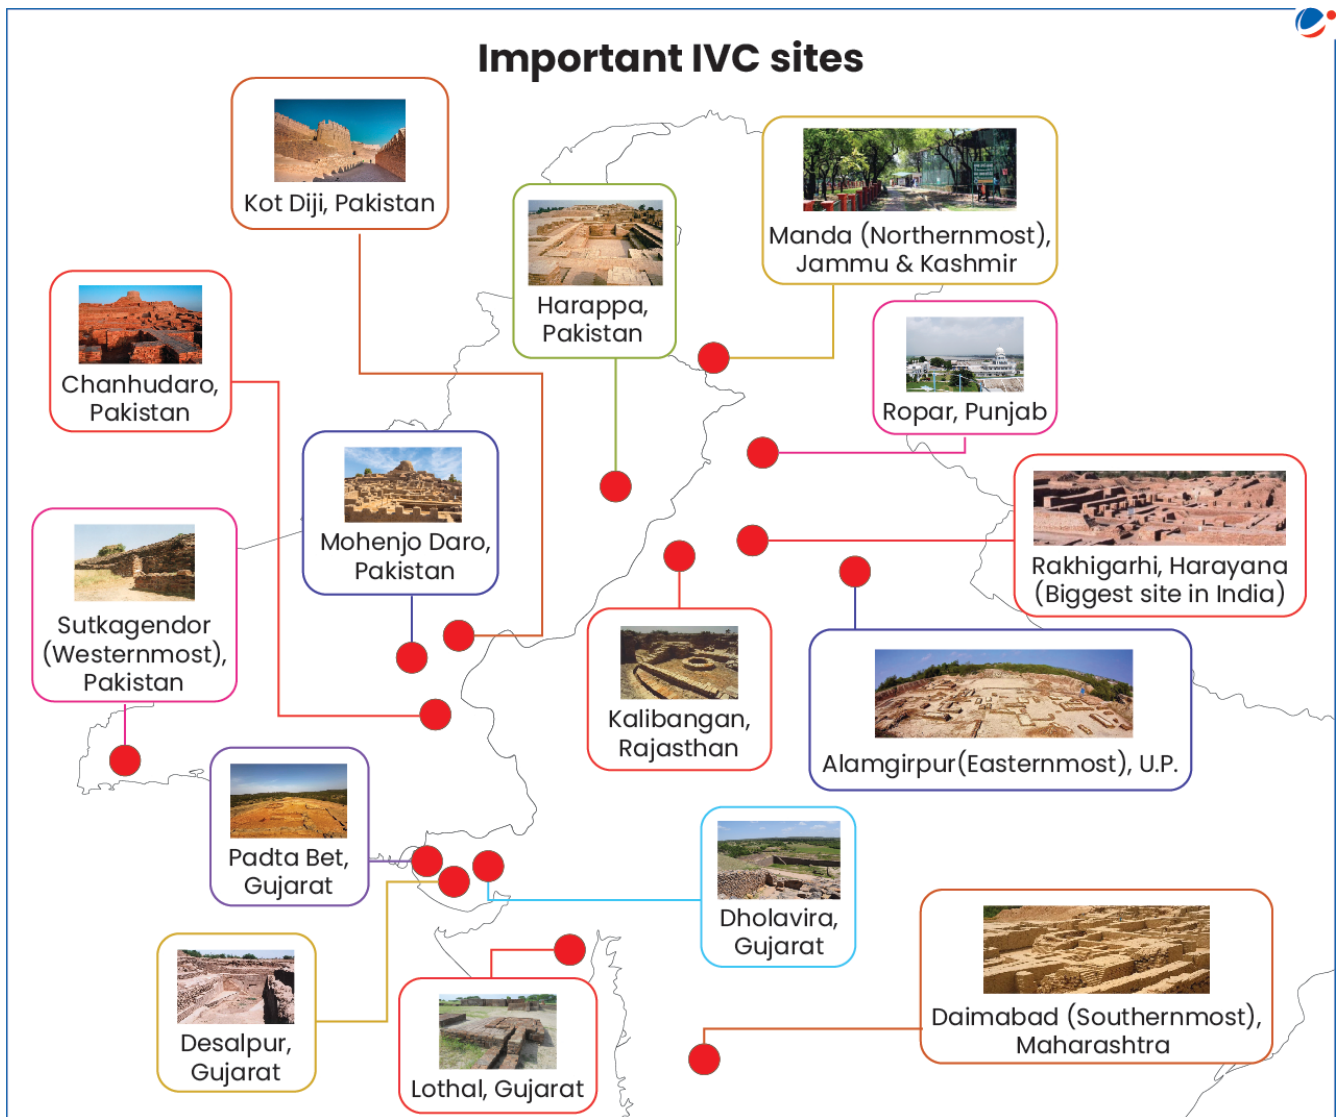 Important IVC sites
Kot Diji, Pakistan
Harappa,
Pakistan
Manda (Northernmost),
Jammu & Kashmir
Chanhudaro,
Pakistan
Ropar, Punjab
Mohenjo Daro,
Pakistan
Rakhigarhi, Harayana
(Biggest site in India)
Sutkagendor
(Westernmost),
Pakistan
Kalibangan,
Rajasthan
Alamgirpur(Easternmost), U.P.
Padta Bet,
Gujarat
Dholavira,
Gujarat
Desalpur,
Gujarat
Lothal, Gujarat
Daimabad (Southernmost),
Maharashtra